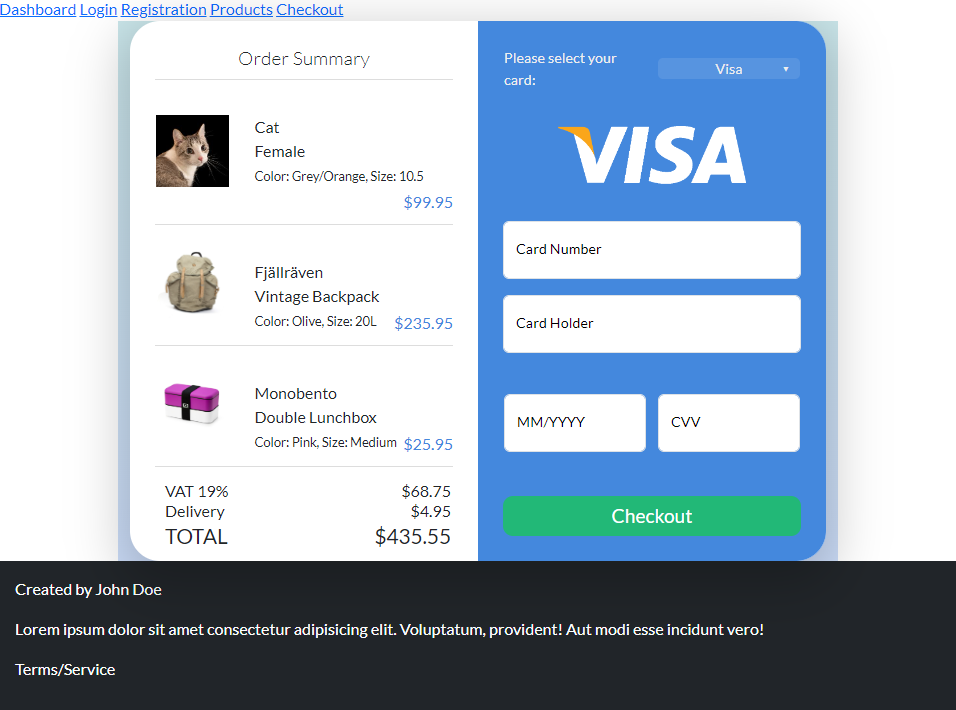 Dashboard Login Registration Products Checkout
Order Summary
Cat
Female
Color: Grey/Orange, Size: 10.5
$99.95
Fjällräven
Vintage Backpack
Color: Olive, Size: 20L $235.95
Monobento
Double Lunchbox
Color: Pink, Size: Medium $25.95
VAT 19% $68.75
Delivery $4.95
TOTAL $435.55
Please select your
card:
Visa
VISA
Card Number
Card Holder
MM/YYYY CVV
Checkout
Created by John Doe
Lorem ipsum dolor sit amet consectetur adipisicing elit. Voluptatum, provident! Aut modi esse incidunt vero!
Terms/Service